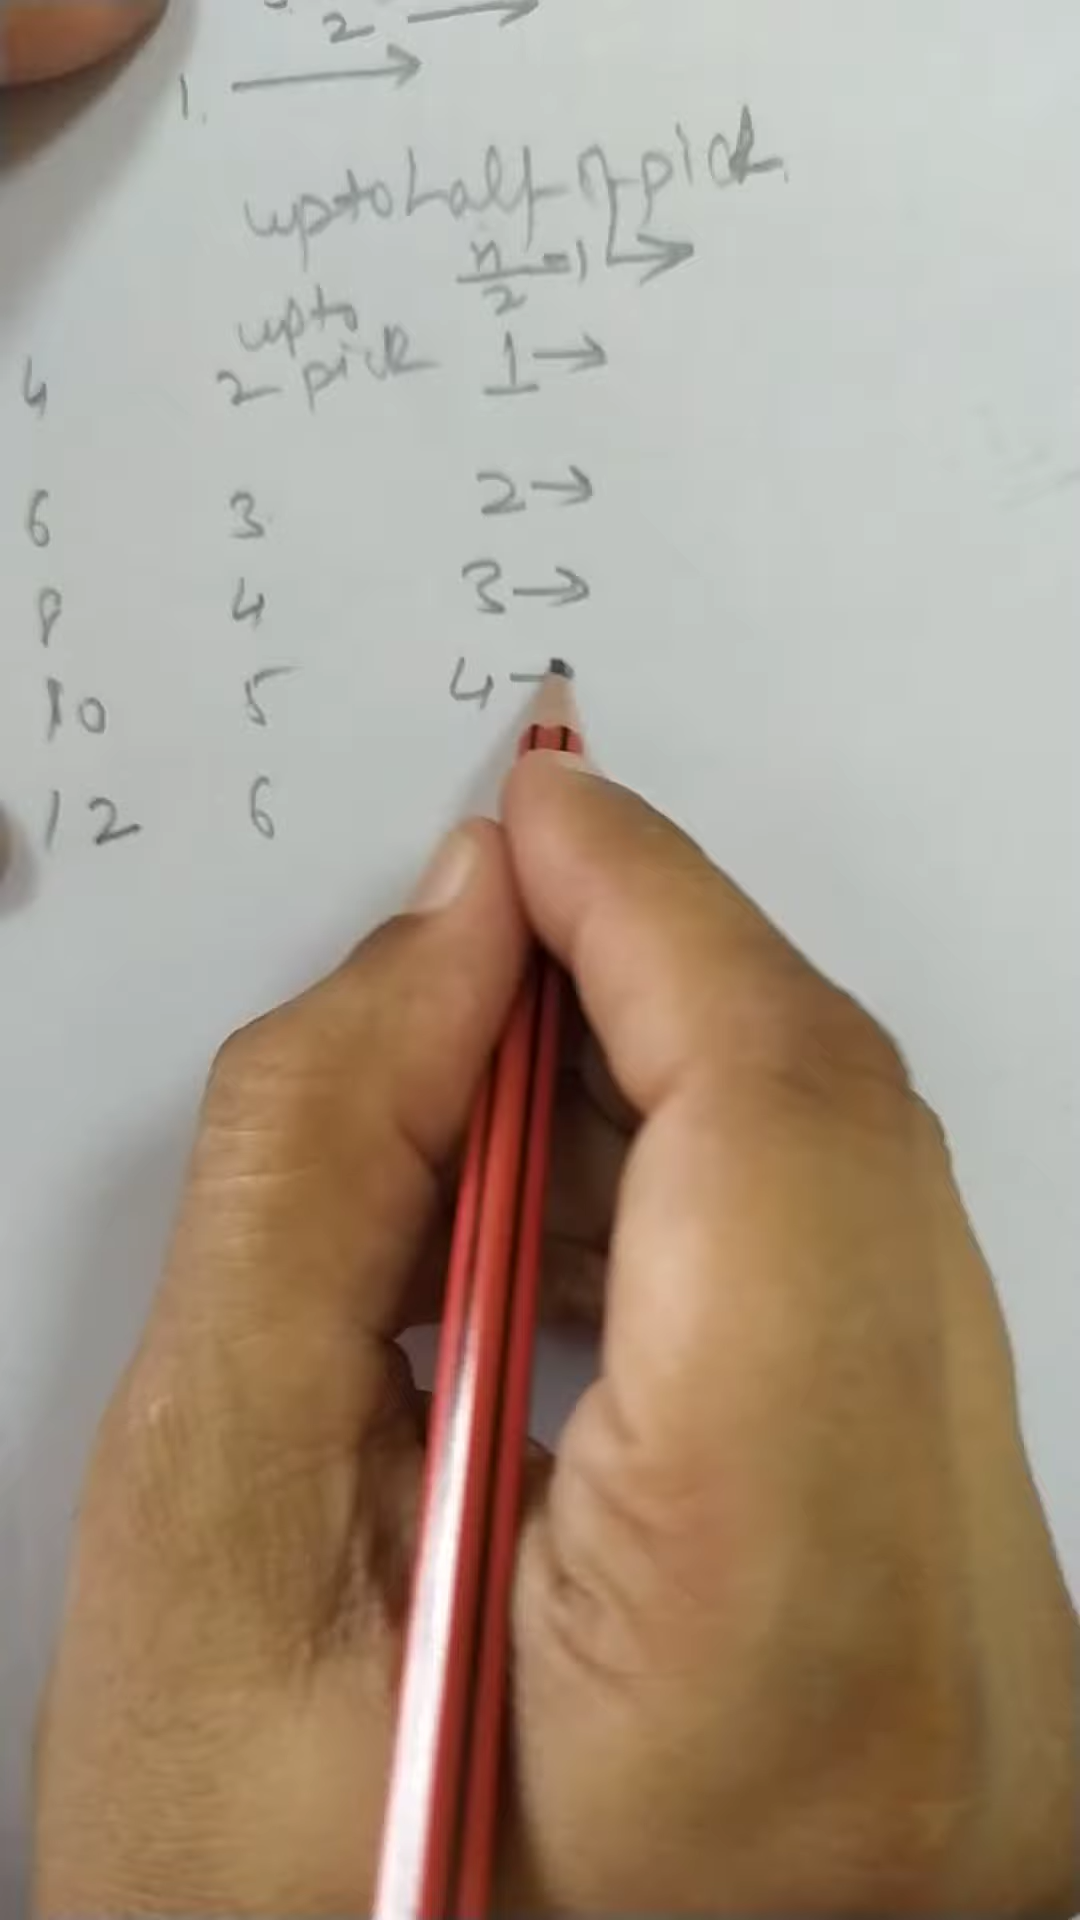 2 →
1. →
upto half n pick
n/2 - 1 →
upto
4 2 pick 1 →
6 3 2 →
8 4 3 →
10 5 4 -
12 6